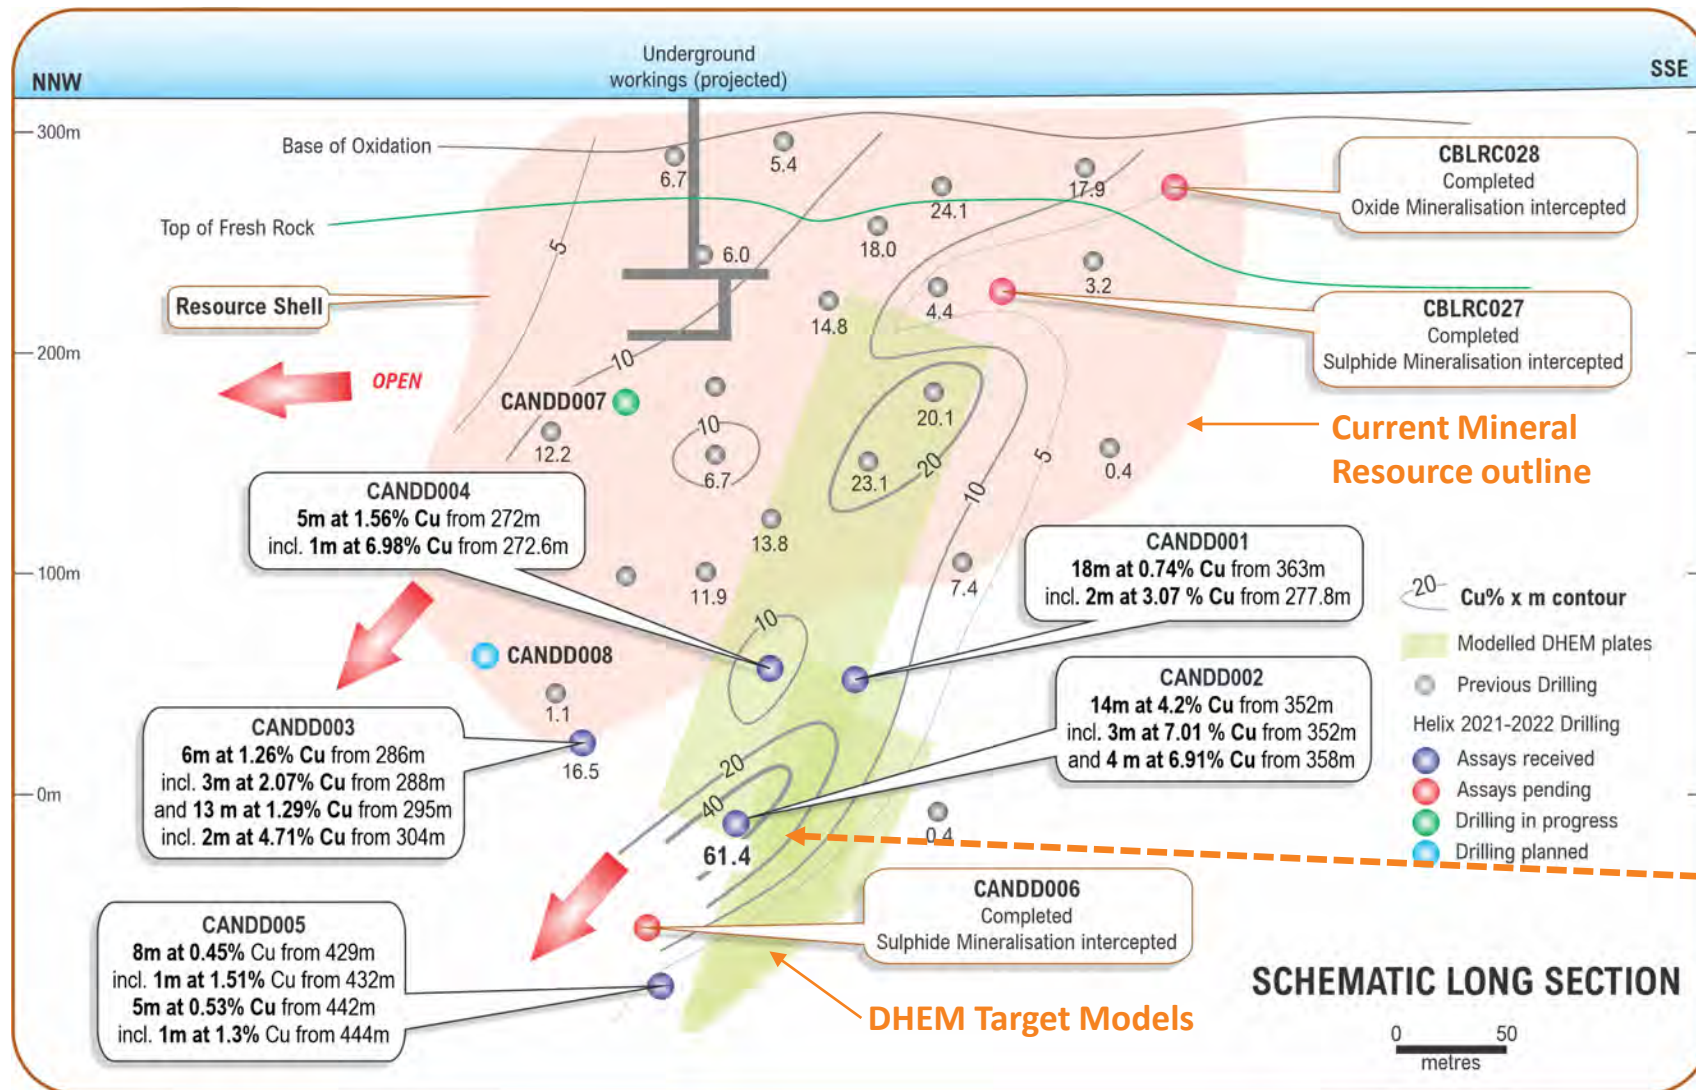 Underground
workings (projected)
NNW
SSE
300m
Base of Oxidation
6.7
5.4
17.9
24.1
CBLRC028
Completed
Oxide Mineralisation intercepted
Top of Fresh Rock
5
6.0
18.0
3.2
Resource Shell
14.8
4.4
CBLRC027
Completed
Sulphide Mineralisation intercepted
200m
10
OPEN
CANDD007
12.2
10
6.7
20.1
23.1
20
10
5
0.4
Current Mineral
Resource outline
CANDD004
5m at 1.56% Cu from 272m
incl. 1m at 6.98% Cu from 272.6m
13.8
100m
11.9
7.4
CANDD001
18m at 0.74% Cu from 363m
incl. 2m at 3.07 % Cu from 277.8m
20
Cu% x m contour
Modelled DHEM plates
Previous Drilling
Helix 2021-2022 Drilling
Assays received
Assays pending
Drilling in progress
Drilling planned
10
CANDD008
1.1
16.5
CANDD002
14m at 4.2% Cu from 352m
incl. 3m at 7.01 % Cu from 352m
and 4 m at 6.91% Cu from 358m
CANDD003
6m at 1.26% Cu from 286m
incl. 3m at 2.07% Cu from 288m
and 13 m at 1.29% Cu from 295m
incl. 2m at 4.71% Cu from 304m
0m
20
40
61.4
0.4
CANDD006
Completed
Sulphide Mineralisation intercepted
CANDD005
8m at 0.45% Cu from 429m
incl. 1m at 1.51% Cu from 432m
5m at 0.53% Cu from 442m
incl. 1m at 1.3% Cu from 444m
DHEM Target Models
SCHEMATIC LONG SECTION
0 50
metres